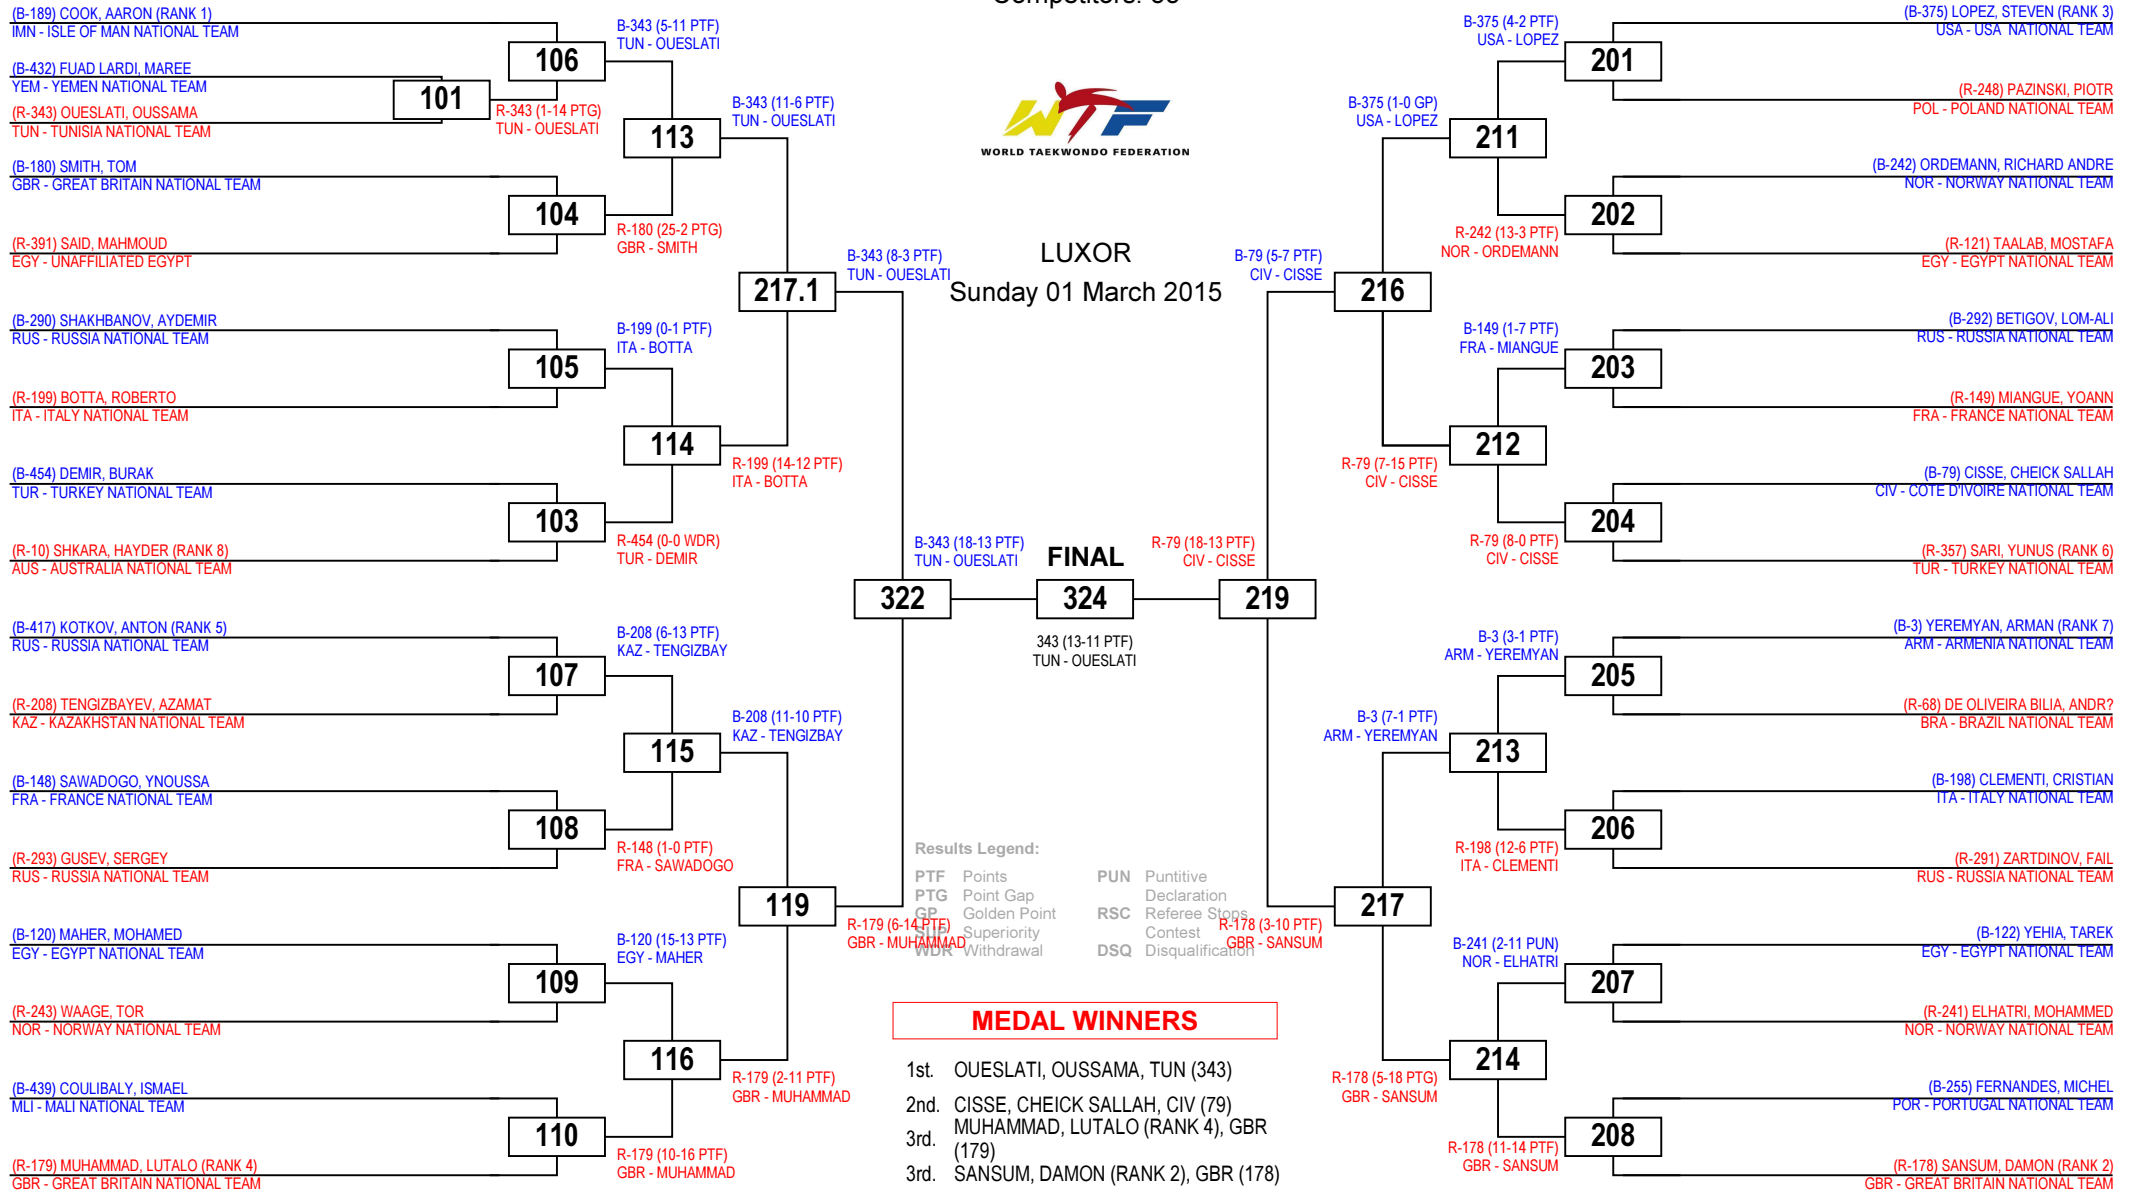 (B-189) COOK, AARON (RANK 1)
IMN - ISLE OF MAN NATIONAL TEAM
(B-432) FUAD LARDI, MAREE
YEM - YEMEN NATIONAL TEAM
(R-343) OUESLATI, OUSSAMA
TUN - TUNISIA NATIONAL TEAM
(B-180) SMITH, TOM
GBR - GREAT BRITAIN NATIONAL TEAM
(R-391) SAID, MAHMOUD
EGY - UNAFFILIATED EGYPT
(B-290) SHAKHBANOV, AYDEMIR
RUS - RUSSIA NATIONAL TEAM
(R-199) BOTTA, ROBERTO
ITA - ITALY NATIONAL TEAM
(B-454) DEMIR, BURAK
TUR - TURKEY NATIONAL TEAM
(R-10) SHKARA, HAYDER (RANK 8)
AUS - AUSTRALIA NATIONAL TEAM
(B-417) KOTKOV, ANTON (RANK 5)
RUS - RUSSIA NATIONAL TEAM
(R-208) TENGIZBAYEV, AZAMAT
KAZ - KAZAKHSTAN NATIONAL TEAM
(B-148) SAWADOGO, YNOUSSA
FRA - FRANCE NATIONAL TEAM
(R-293) GUSEV, SERGEY
RUS - RUSSIA NATIONAL TEAM
(B-120) MAHER, MOHAMED
EGY - EGYPT NATIONAL TEAM
(R-243) WAAGE, TOR
NOR - NORWAY NATIONAL TEAM
(B-439) COULIBALY, ISMAEL
MLI - MALI NATIONAL TEAM
(R-179) MUHAMMAD, LUTALO (RANK 4)
GBR - GREAT BRITAIN NATIONAL TEAM
101
R-343 (1-14 PTG)
TUN - OUESLATI
106
104
105
103
107
108
109
110
B-343 (5-11 PTF)
TUN - OUESLATI
R-180 (25-2 PTG)
GBR - SMITH
B-199 (0-1 PTF)
ITA - BOTTA
R-454 (0-0 WDR)
TUR - DEMIR
B-208 (6-13 PTF)
KAZ - TENGIZBAY
R-148 (1-0 PTF)
FRA - SAWADOGO
B-120 (15-13 PTF)
EGY - MAHER
R-179 (10-16 PTF)
GBR - MUHAMMAD
113
114
115
116
B-343 (11-6 PTF)
TUN - OUESLATI
R-199 (14-12 PTF)
ITA - BOTTA
B-208 (11-10 PTF)
KAZ - TENGIZBAY
R-179 (2-11 PTF)
GBR - MUHAMMAD
217.1
119
B-343 (8-3 PTF)
TUN - OUESLATI
R-179 (6-14 PTF)
GBR - MUHAMMAD
322
B-343 (18-13 PTF)
TUN - OUESLATI
WTF
WORLD TAEKWONDO FEDERATION
LUXOR
Sunday 01 March 2015
FINAL
324
343 (13-11 PTF)
TUN - OUESLATI
Results Legend:
PTF Points
PTG Point Gap
GP Golden Point
SUP Superiority
WDR Withdrawal
PUN Puntitive
Declaration
RSC Referee Stops
Contest
DSQ Disqualification
MEDAL WINNERS
1st. OUESLATI, OUSSAMA, TUN (343)
2nd. CISSE, CHEICK SALLAH, CIV (79)
3rd. MUHAMMAD, LUTALO (RANK 4), GBR
(179)
3rd. SANSUM, DAMON (RANK 2), GBR (178)
R-79 (18-13 PTF)
CIV - CISSE
219
B-79 (5-7 PTF)
CIV - CISSE
R-178 (3-10 PTF)
GBR - SANSUM
216
217
B-375 (1-0 GP)
USA - LOPEZ
R-79 (7-15 PTF)
CIV - CISSE
B-3 (7-1 PTF)
ARM - YEREMYAN
R-178 (5-18 PTG)
GBR - SANSUM
211
212
213
214
B-375 (4-2 PTF)
USA - LOPEZ
R-242 (13-3 PTF)
NOR - ORDEMANN
B-149 (1-7 PTF)
FRA - MIANGUE
R-79 (8-0 PTF)
CIV - CISSE
B-3 (3-1 PTF)
ARM - YEREMYAN
R-198 (12-6 PTF)
ITA - CLEMENTI
B-241 (2-11 PUN)
NOR - ELHATRI
R-178 (11-14 PTF)
GBR - SANSUM
201
202
203
204
205
206
207
208
(B-375) LOPEZ, STEVEN (RANK 3)
USA - USA NATIONAL TEAM
(R-248) PAZINSKI, PIOTR
POL - POLAND NATIONAL TEAM
(B-242) ORDEMANN, RICHARD ANDRE
NOR - NORWAY NATIONAL TEAM
(R-121) TAALAB, MOSTAFA
EGY - EGYPT NATIONAL TEAM
(B-292) BETIGOV, LOM-ALI
RUS - RUSSIA NATIONAL TEAM
(R-149) MIANGUE, YOANN
FRA - FRANCE NATIONAL TEAM
(B-79) CISSE, CHEICK SALLAH
CIV - COTE D'IVOIRE NATIONAL TEAM
(R-357) SARI, YUNUS (RANK 6)
TUR - TURKEY NATIONAL TEAM
(B-3) YEREMYAN, ARMAN (RANK 7)
ARM - ARMENIA NATIONAL TEAM
(R-68) DE OLIVEIRA BILIA, ANDR?
BRA - BRAZIL NATIONAL TEAM
(B-198) CLEMENTI, CRISTIAN
ITA - ITALY NATIONAL TEAM
(R-291) ZARTDINOV, FAIL
RUS - RUSSIA NATIONAL TEAM
(B-122) YEHIA, TAREK
EGY - EGYPT NATIONAL TEAM
(R-241) ELHATRI, MOHAMMED
NOR - NORWAY NATIONAL TEAM
(B-255) FERNANDES, MICHEL
POR - PORTUGAL NATIONAL TEAM
(R-178) SANSUM, DAMON (RANK 2)
GBR - GREAT BRITAIN NATIONAL TEAM